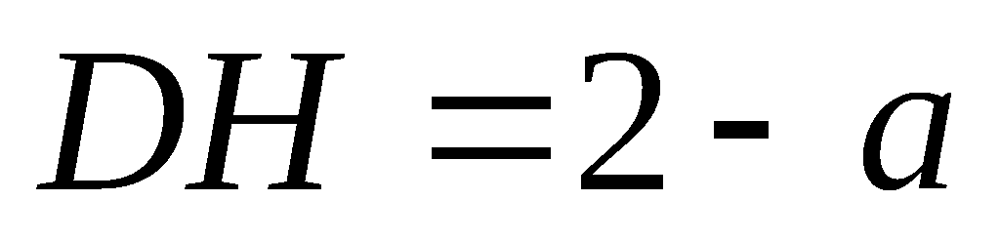 DH =2- a